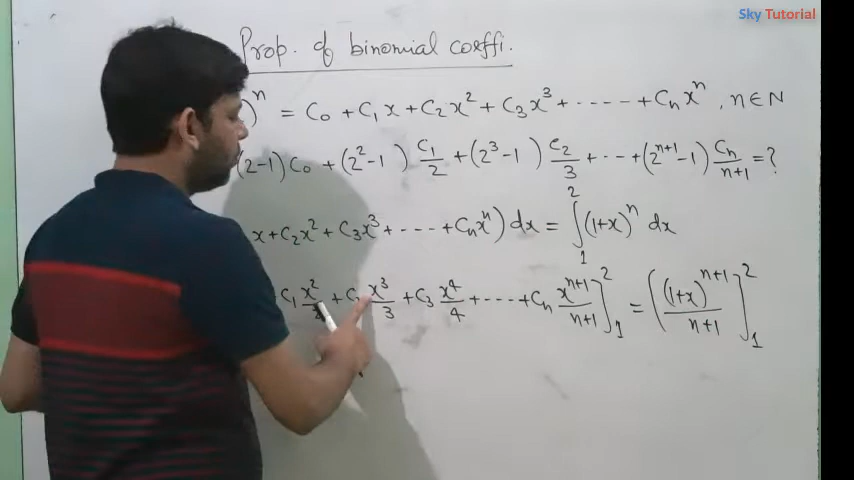 Sky Tutorial
Prop. of binomial coeffi.
)ⁿ = C₀ + C₁x + C₂x² + C₃x³ + ---- + Cₙxⁿ , n∈N
(2-1)C₀ + (2²-1) C₁/2 + (2³-1) C₂/3 + -- + (2ⁿ⁺¹-1) Cₙ/n+1 = ?
x + C₂x² + C₃x³ + --- + Cₙxⁿ) dx = ∫₁² (1+x)ⁿ dx
C₁ x²/2 + C x³/3 + C₃ x⁴/4 + ---- + Cₙ xⁿ⁺¹/n+1 ]₁² = ( (1+x)ⁿ⁺¹/n+1 ]₁²